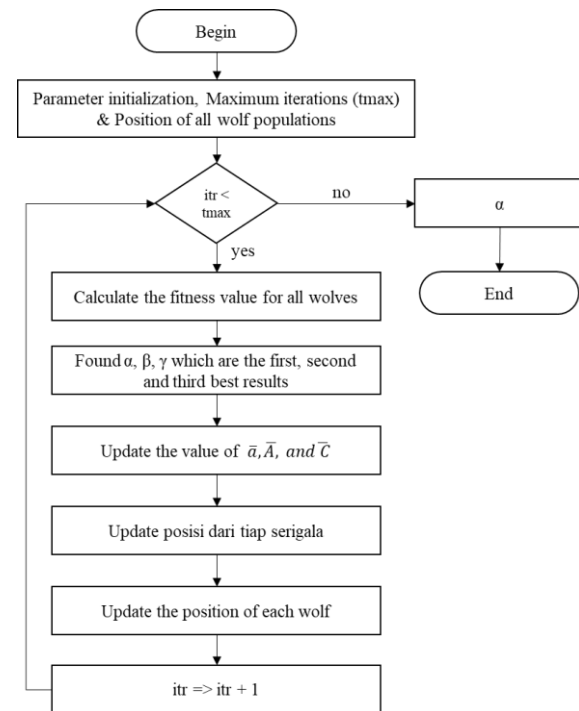 Begin
Parameter initialization, Maximum iterations (tmax)
& Position of all wolf populations
itr <
tmax
no
α
yes
End
Calculate the fitness value for all wolves
Found α, β, γ which are the first, second
and third best results
Update the value of a̅, A̅, and C̅
Update posisi dari tiap serigala
Update the position of each wolf
itr => itr + 1